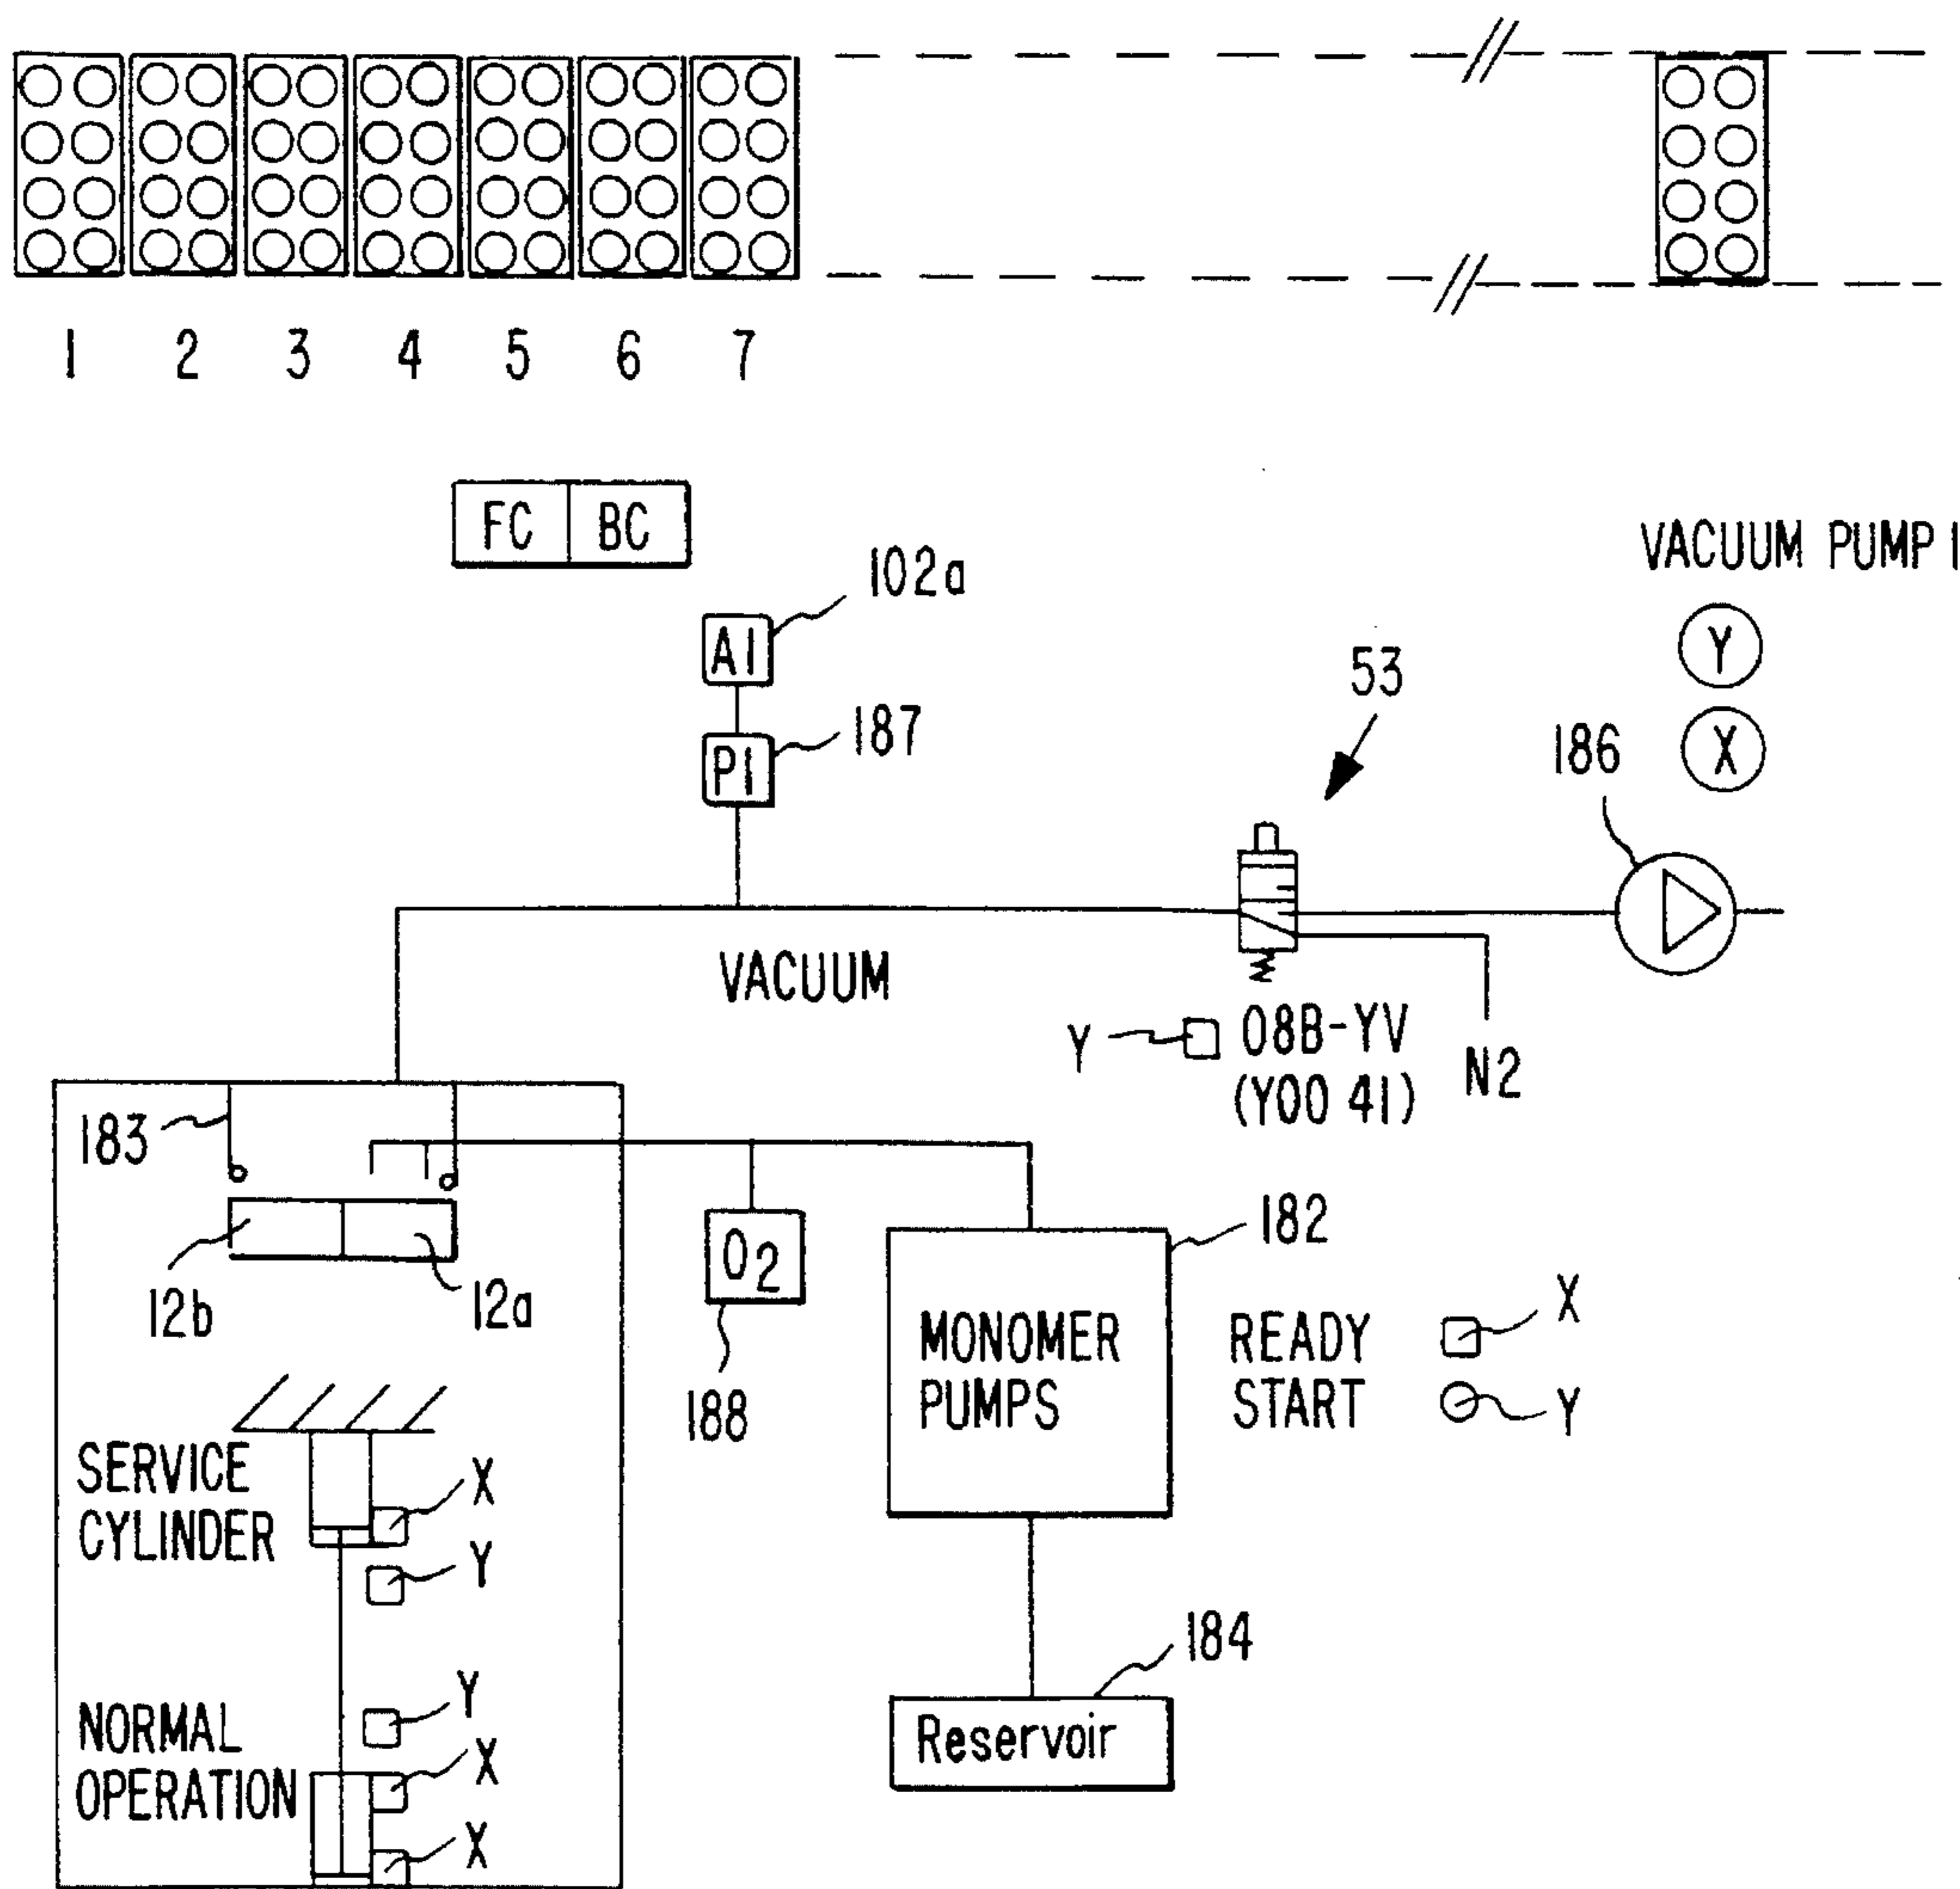 1 2 3 4 5 6 7
FC BC
102a
VACUUM PUMP 1
A1
Y
53
187
P1
X
186
VACUUM
Y
08B-YV
(Y00 41)
N2
183
182
O2
12b
12a
188
MONOMER
PUMPS
READY
START
X
Y
SERVICE
CYLINDER
X
Y
184
Reservoir
NORMAL
OPERATION
Y
X
X